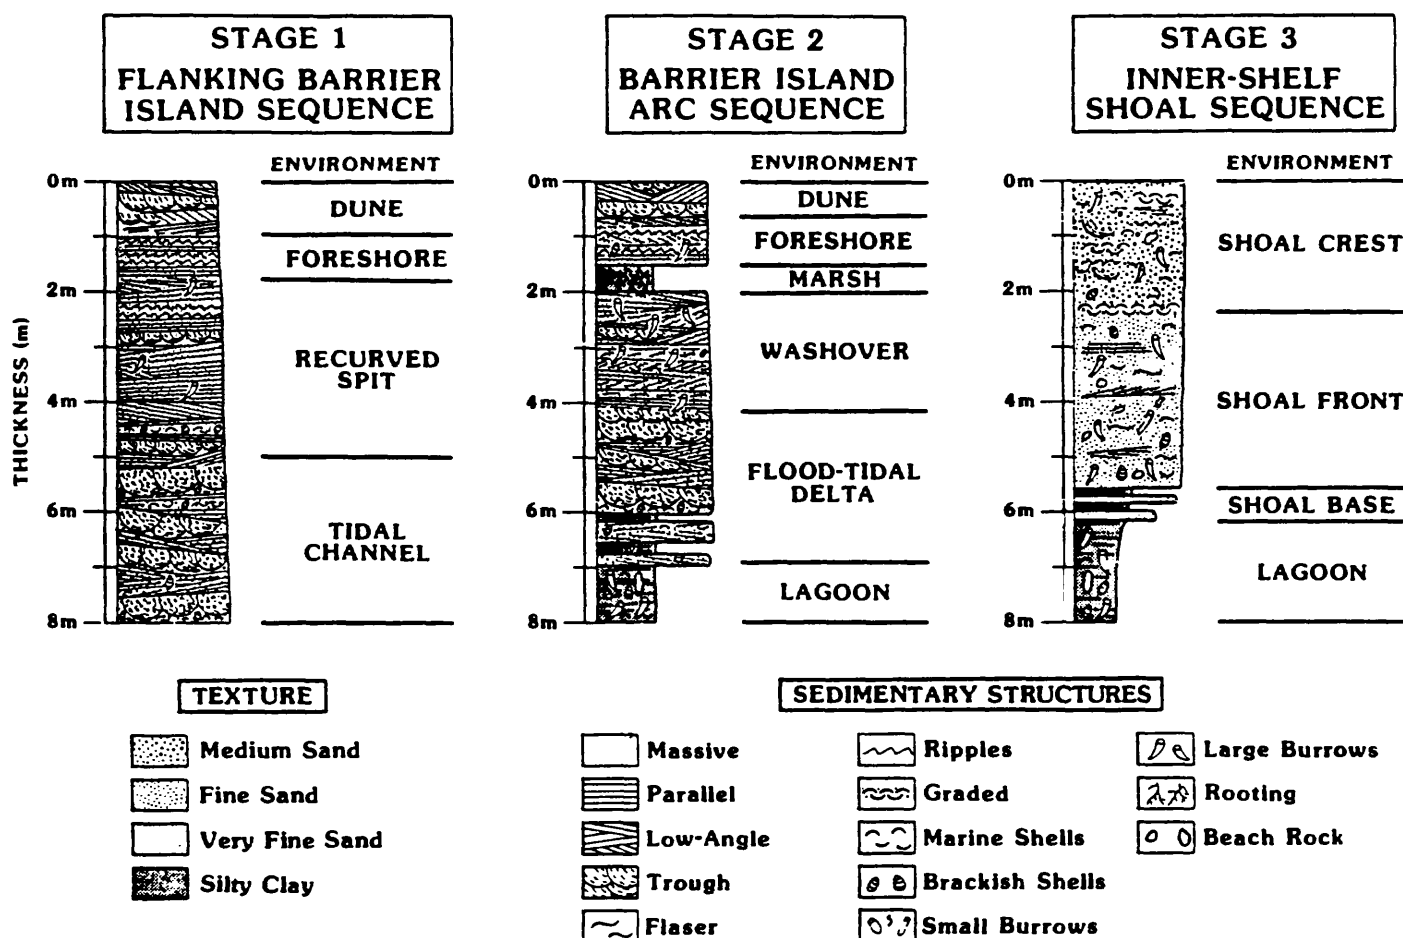 STAGE 1
FLANKING BARRIER
ISLAND SEQUENCE
STAGE 2
BARRIER ISLAND
ARC SEQUENCE
STAGE 3
INNER-SHELF
SHOAL SEQUENCE
THICKNESS (m)
ENVIRONMENT
0m
2m
4m
6m
8m
DUNE
FORESHORE
RECURVED
SPIT
TIDAL
CHANNEL
ENVIRONMENT
0m
2m
4m
6m
8m
DUNE
FORESHORE
MARSH
WASHOVER
FLOOD-TIDAL
DELTA
LAGOON
ENVIRONMENT
0m
2m
4m
6m
8m
SHOAL CREST
SHOAL FRONT
SHOAL BASE
LAGOON
TEXTURE
Medium Sand
Fine Sand
Very Fine Sand
Silty Clay
SEDIMENTARY STRUCTURES
Massive
Parallel
Low-Angle
Trough
Flaser
Ripples
Graded
Marine Shells
Brackish Shells
Small Burrows
Large Burrows
Rooting
Beach Rock